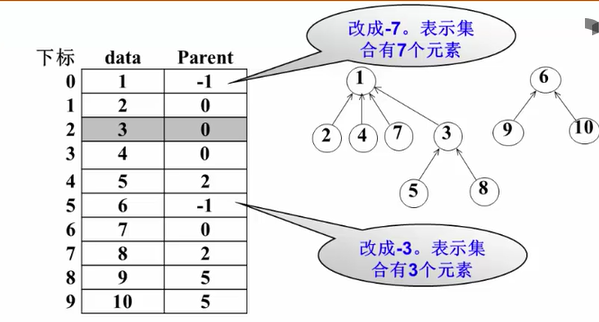 改成-7。表示集
合有7个元素
下标 data Parent
0 1 -1
1 2 0
2 3 0
3 4 0
4 5 2
5 6 -1
6 7 0
7 8 2
8 9 5
9 10 5
1 6
2 4 7 3 9 10
5 8
改成-3。表示集
合有3个元素